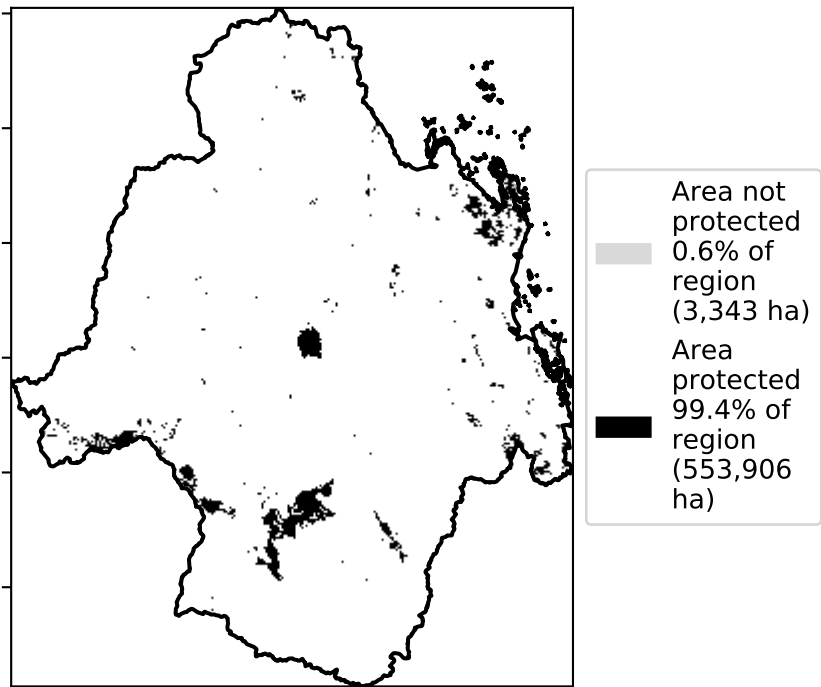 Area not
protected
0.6% of
region
(3,343 ha)
Area
protected
99.4% of
region
(553,906
ha)